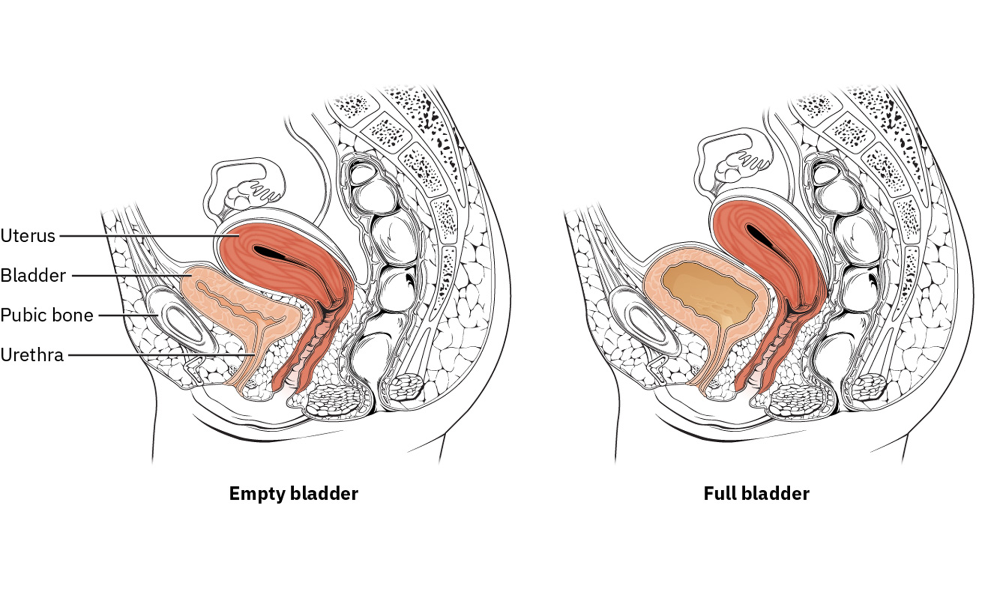 Uterus
Bladder
Pubic bone
Urethra
Empty bladder
Full bladder